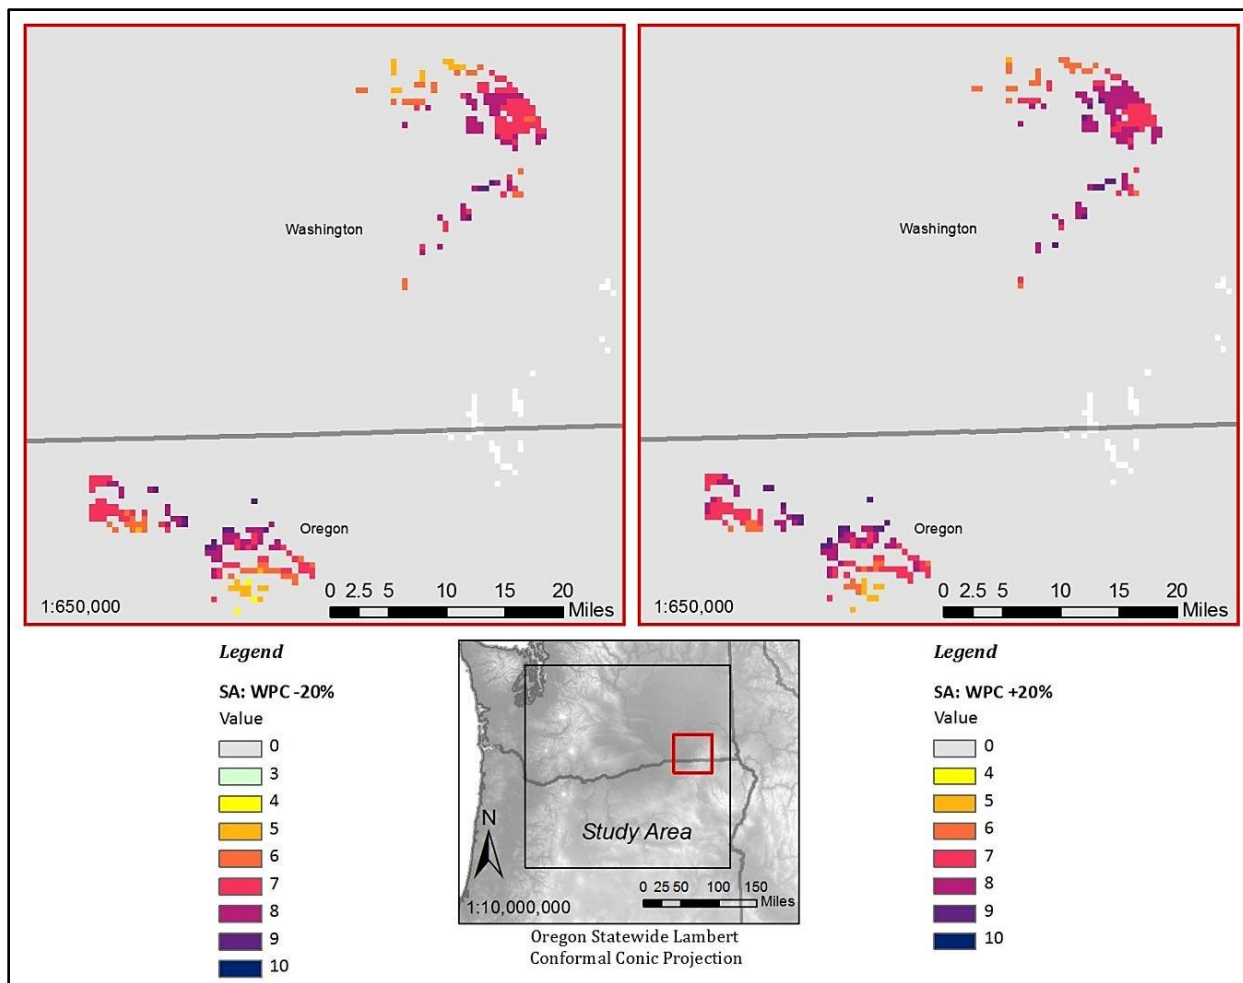 Washington
Oregon
0 2.5 5 10 15 20
Miles
1:650,000
Washington
Oregon
0 2.5 5 10 15 20
Miles
1:650,000
Legend
SA: WPC -20%
Value
0
3
4
5
6
7
8
9
10
N
Study Area
0 25 50 100 150
Miles
1:10,000,000
Oregon Statewide Lambert
Conformal Conic Projection
Legend
SA: WPC +20%
Value
0
4
5
6
7
8
9
10